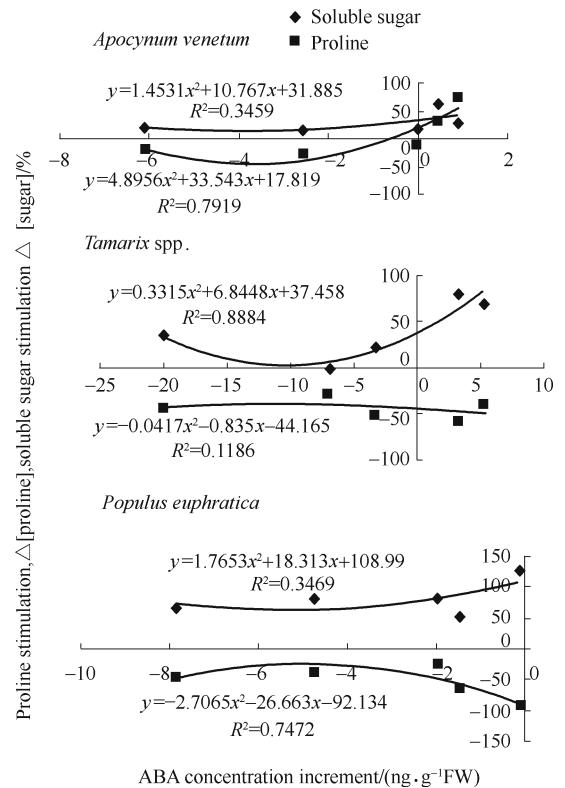 Soluble sugar
Apocynum venetum
Proline
y=1.4531x²+10.767x+31.885
R²=0.3459
100
50
0
−50
−100
−8
−6
−4
−2
0
2
y=4.8956x²+33.543x+17.819
R²=0.7919
Tamarix spp.
y=0.3315x²+6.8448x+37.458
R²=0.8884
100
50
0
−50
−100
−25
−20
−15
−10
−5
0
5
10
y=−0.0417x²−0.835x−44.165
R²=0.1186
Populus euphratica
y=1.7653x²+18.313x+108.99
R²=0.3469
150
100
50
0
−50
−100
−150
−10
−8
−6
−4
−2
0
y=−2.7065x²−26.663x−92.134
R²=0.7472
Proline stimulation,△[proline],soluble sugar stimulation △ [sugar]/%
ABA concentration increment/(ng·g⁻¹FW)